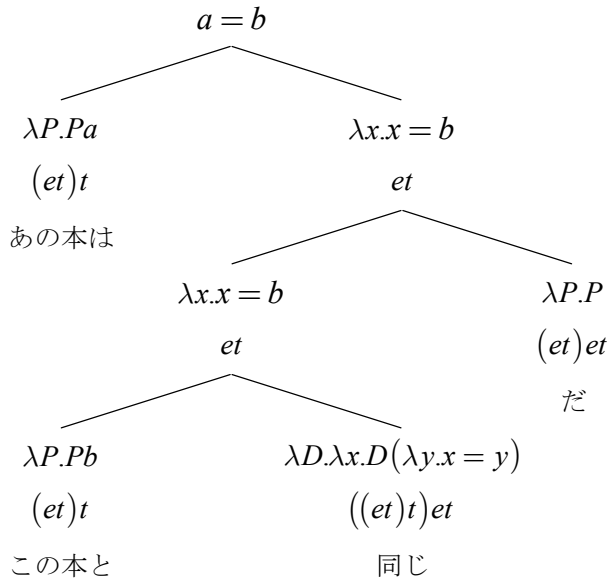 a = b
λP.Pa
λx.x = b
(et)t
et
あの本は
λx.x = b
λP.P
et
(et)et
だ
λP.Pb
λD.λx.D(λy.x = y)
(et)t
((et)t)et
この本と
同じ